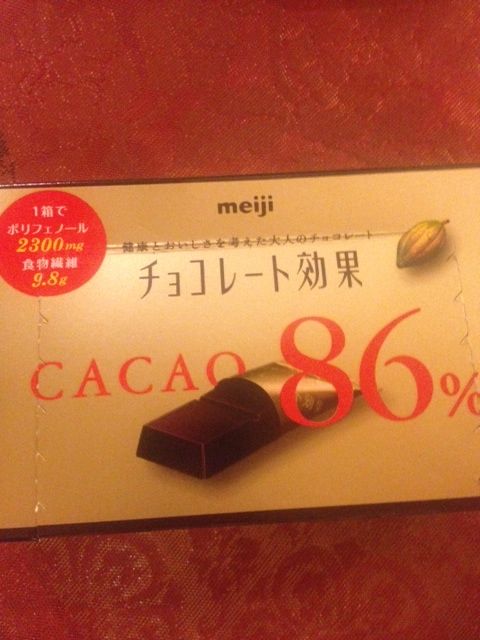 meiji
1箱で
ポリフェノール
2300mg
食物繊維
9.8g
健康とおいしさを考えた大人のチョコレート
チョコレート効果
CACAO 86%